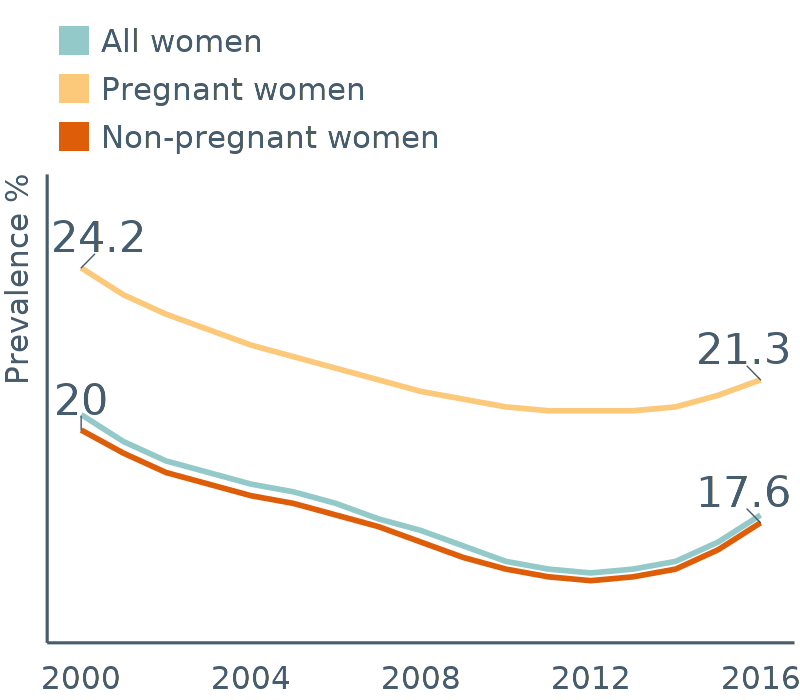 All women
Pregnant women
Non-pregnant women
Prevalence %
24.2
21.3
20
17.6
2000 2004 2008 2012 2016